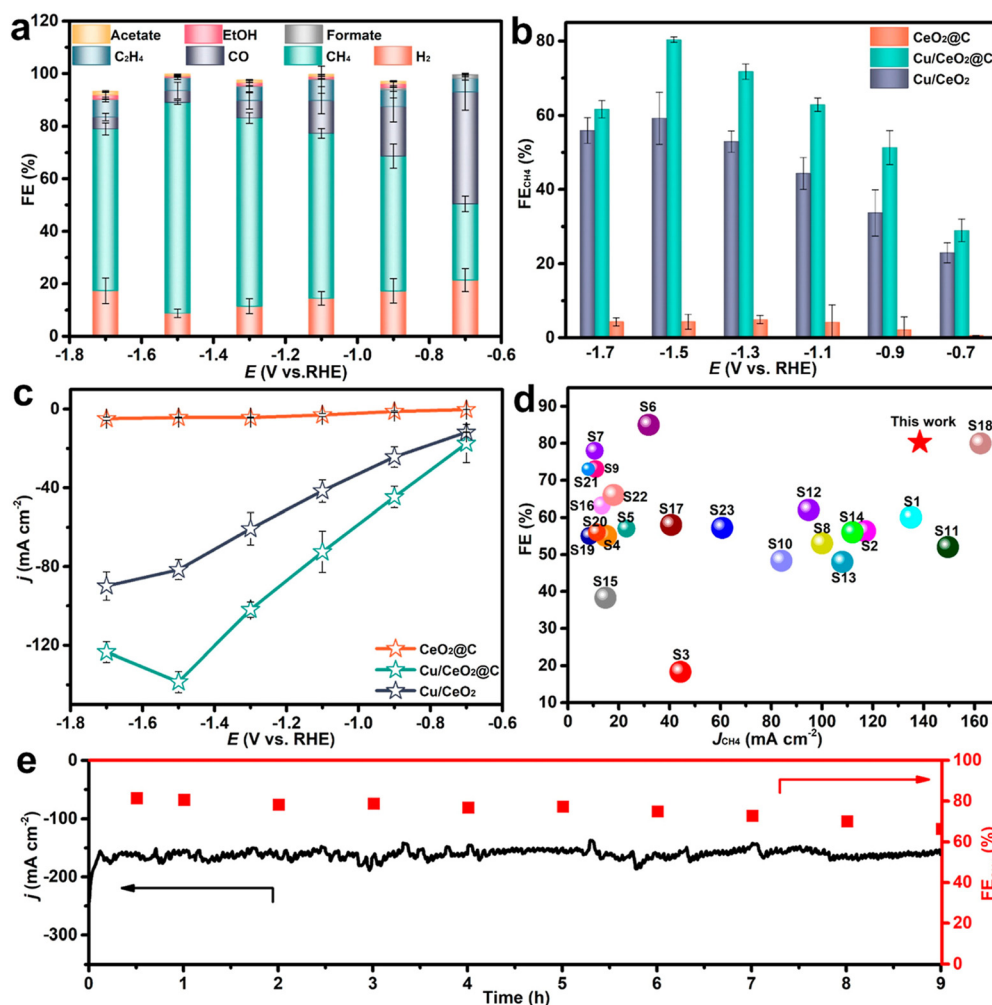 a
Acetate EtOH Formate
C₂H₄ CO CH₄ H₂
FE (%)
120
100
80
60
40
20
0
-1.8 -1.6 -1.4 -1.2 -1.0 -0.8 -0.6
E (V vs.RHE)
b
CeO₂@C
Cu/CeO₂@C
Cu/CeO₂
FE_CH4 (%)
80
60
40
20
0
-1.7 -1.5 -1.3 -1.1 -0.9 -0.7
E (V vs.RHE)
c
j (mA cm⁻²)
0
-40
-80
-120
CeO₂@C
Cu/CeO₂@C
Cu/CeO₂
-1.8 -1.6 -1.4 -1.2 -1.0 -0.8 -0.6
E (V vs. RHE)
d
FE (%)
90
80
70
60
50
40
30
20
10
S6
This work
S18
S7
S9
S21
S22
S16
S12
S1
S20
S5
S17
S23
S14
S19
S4
S8
S2
S11
S10
S13
S15
S3
0 20 40 60 80 100 120 140 160
J_CH4 (mA cm⁻²)
e
j (mA cm⁻²)
0
-100
-200
-300
100
80
60
40
20
0
(%)
0 1 2 3 4 5 6 7 8 9
Time (h)